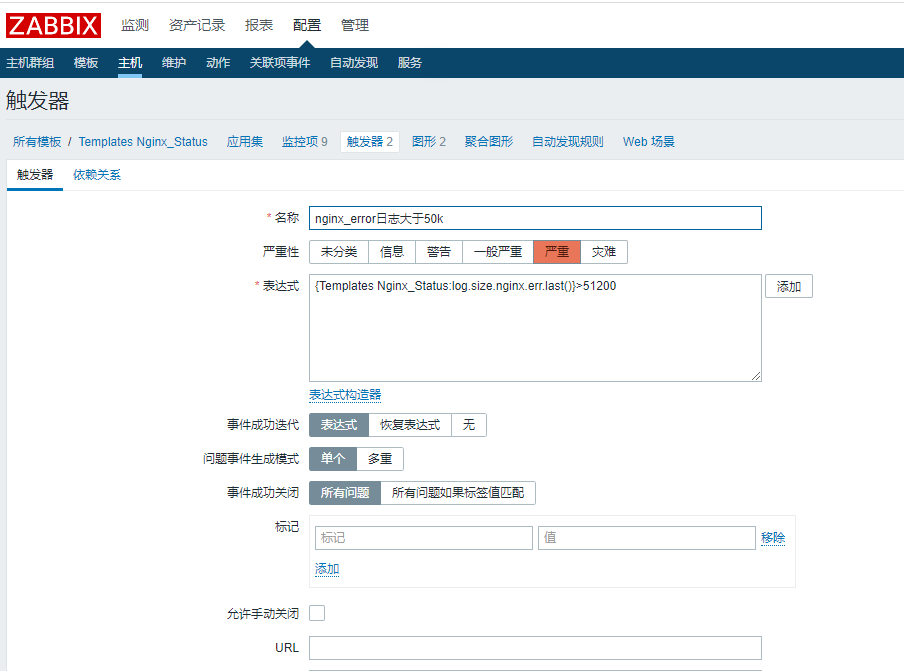 ZABBIX 监测 资产记录 报表 配置 管理
主机群组 模板 主机 维护 动作 关联项事件 自动发现 服务
触发器
所有模板 / Templates Nginx_Status 应用集 监控项 9 触发器 2 图形 2 聚合图形 自动发现规则 Web 场景
触发器 依赖关系
* 名称 nginx_error日志大于50k
严重性 未分类 信息 警告 一般严重 严重 灾难
* 表达式 {Templates Nginx_Status:log.size.nginx.err.last()}>51200 添加
表达式构造器
事件成功迭代 表达式 恢复表达式 无
问题事件生成模式 单个 多重
事件成功关闭 所有问题 所有问题如果标签值匹配
标记 标记 值 移除
添加
允许手动关闭
URL